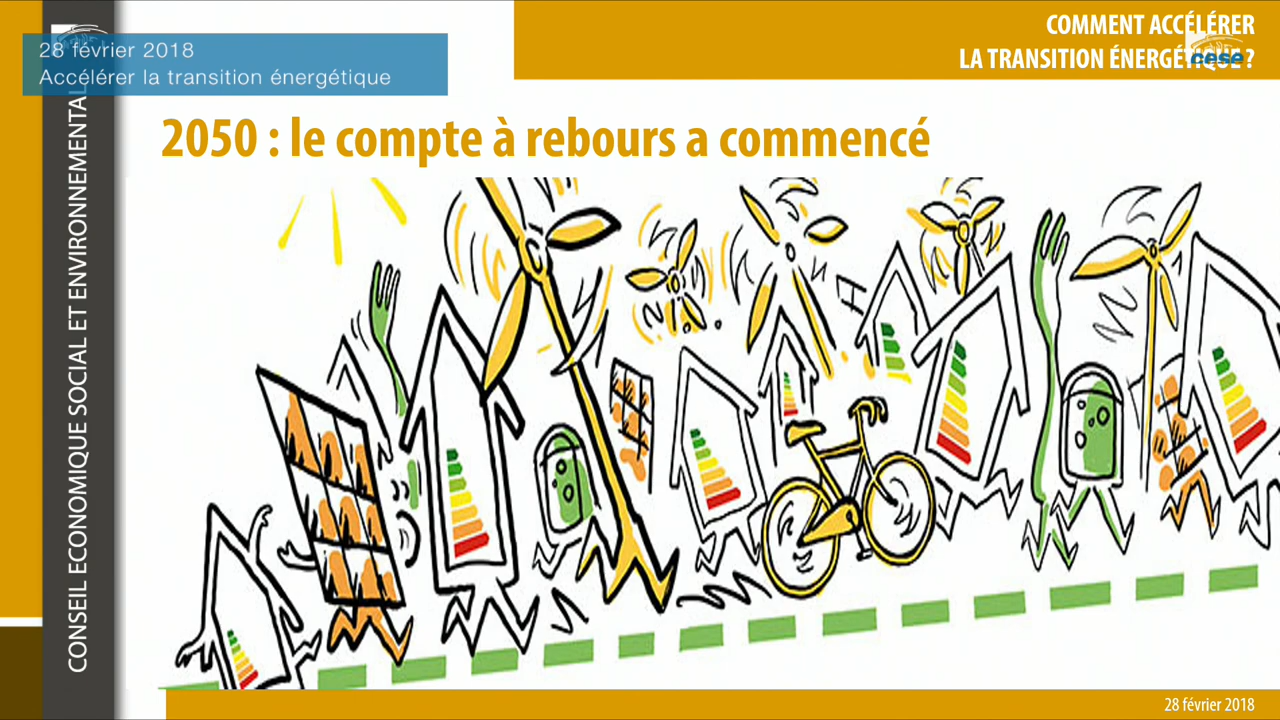 COMMENT ACCÉLÉRER
LA TRANSITION ÉNERGÉTIQUE ?
cese
28 février 2018
Accélérer la transition énergétique
CONSEIL ECONOMIQUE SOCIAL ET ENVIRONNEMENTAL
2050 : le compte à rebours a commencé
28 février 2018